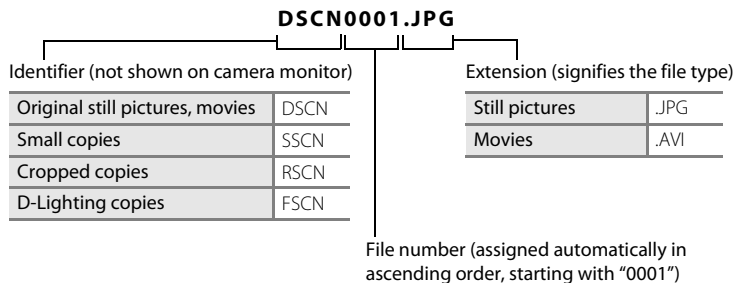 DSCN0001.JPG
Identifier (not shown on camera monitor)
Original still pictures, movies DSCN
Small copies SSCN
Cropped copies RSCN
D-Lighting copies FSCN
Extension (signifies the file type)
Still pictures .JPG
Movies .AVI
File number (assigned automatically in
ascending order, starting with “0001”)